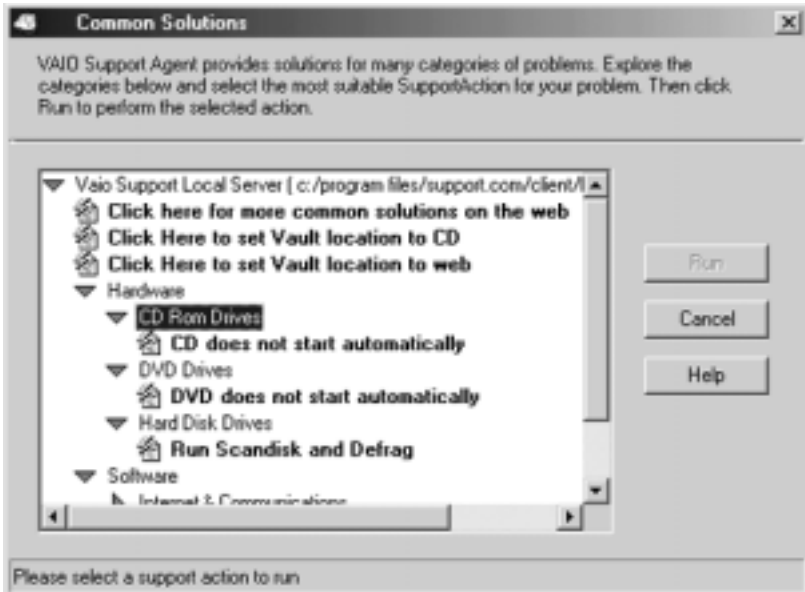 Common Solutions
VAIO Support Agent provides solutions for many categories of problems. Explore the
categories below and select the most suitable SupportAction for your problem. Then click
Run to perform the selected action.
Vaio Support Local Server ( c:/program files/support.com/client/l
Click here for more common solutions on the web
Click Here to set Vault location to CD
Click Here to set Vault location to web
Hardware
CD Rom Drives
CD does not start automatically
DVD Drives
DVD does not start automatically
Hard Disk Drives
Run Scandisk and Defrag
Software
Internet & Communications
Run
Cancel
Help
Please select a support action to run